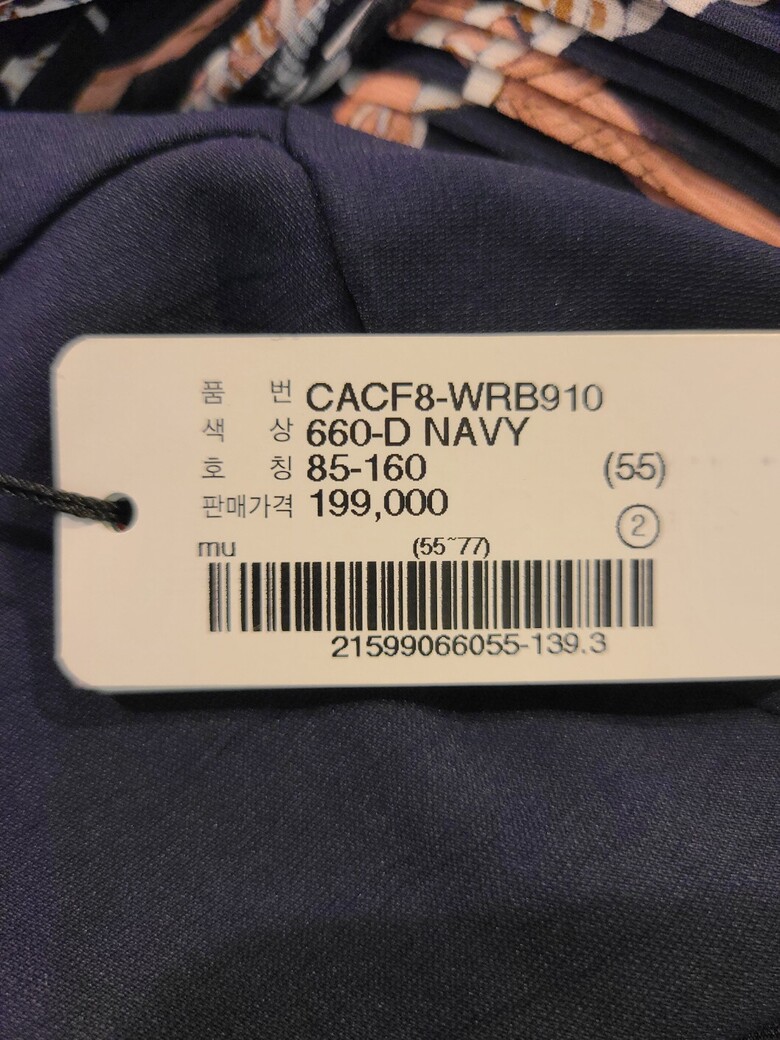 품 번 CACF8-WRB910
색 상 660-D NAVY
호 칭 85-160 (55)
판매가격 199,000
②
mu (55~77)
21599066055-139.3